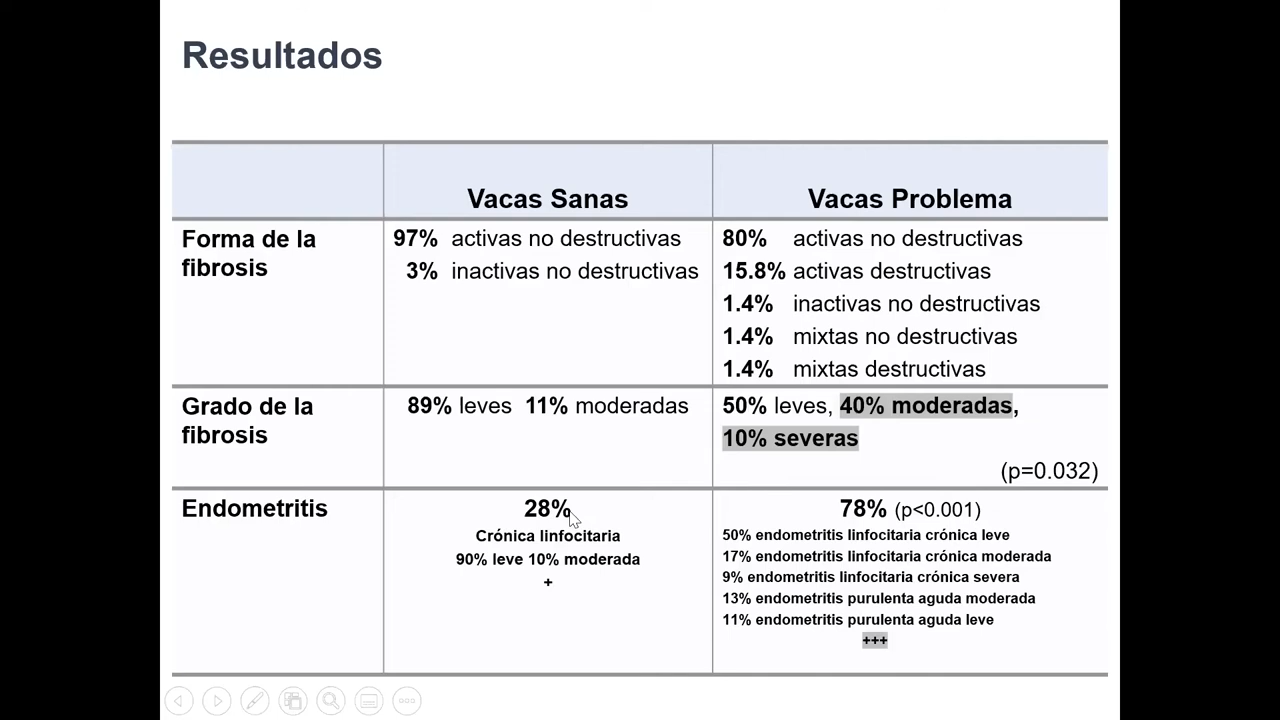 Resultados
Vacas Sanas
Vacas Problema
Forma de la
fibrosis
97% activas no destructivas
3% inactivas no destructivas
80% activas no destructivas
15.8% activas destructivas
1.4% inactivas no destructivas
1.4% mixtas no destructivas
1.4% mixtas destructivas
Grado de la
fibrosis
89% leves 11% moderadas
50% leves, 40% moderadas,
10% severas
(p=0.032)
Endometritis
28%
Crónica linfocitaria
90% leve 10% moderada
+
78% (p<0.001)
50% endometritis linfocitaria crónica leve
17% endometritis linfocitaria crónica moderada
9% endometritis linfocitaria crónica severa
13% endometritis purulenta aguda moderada
11% endometritis purulenta aguda leve
+++